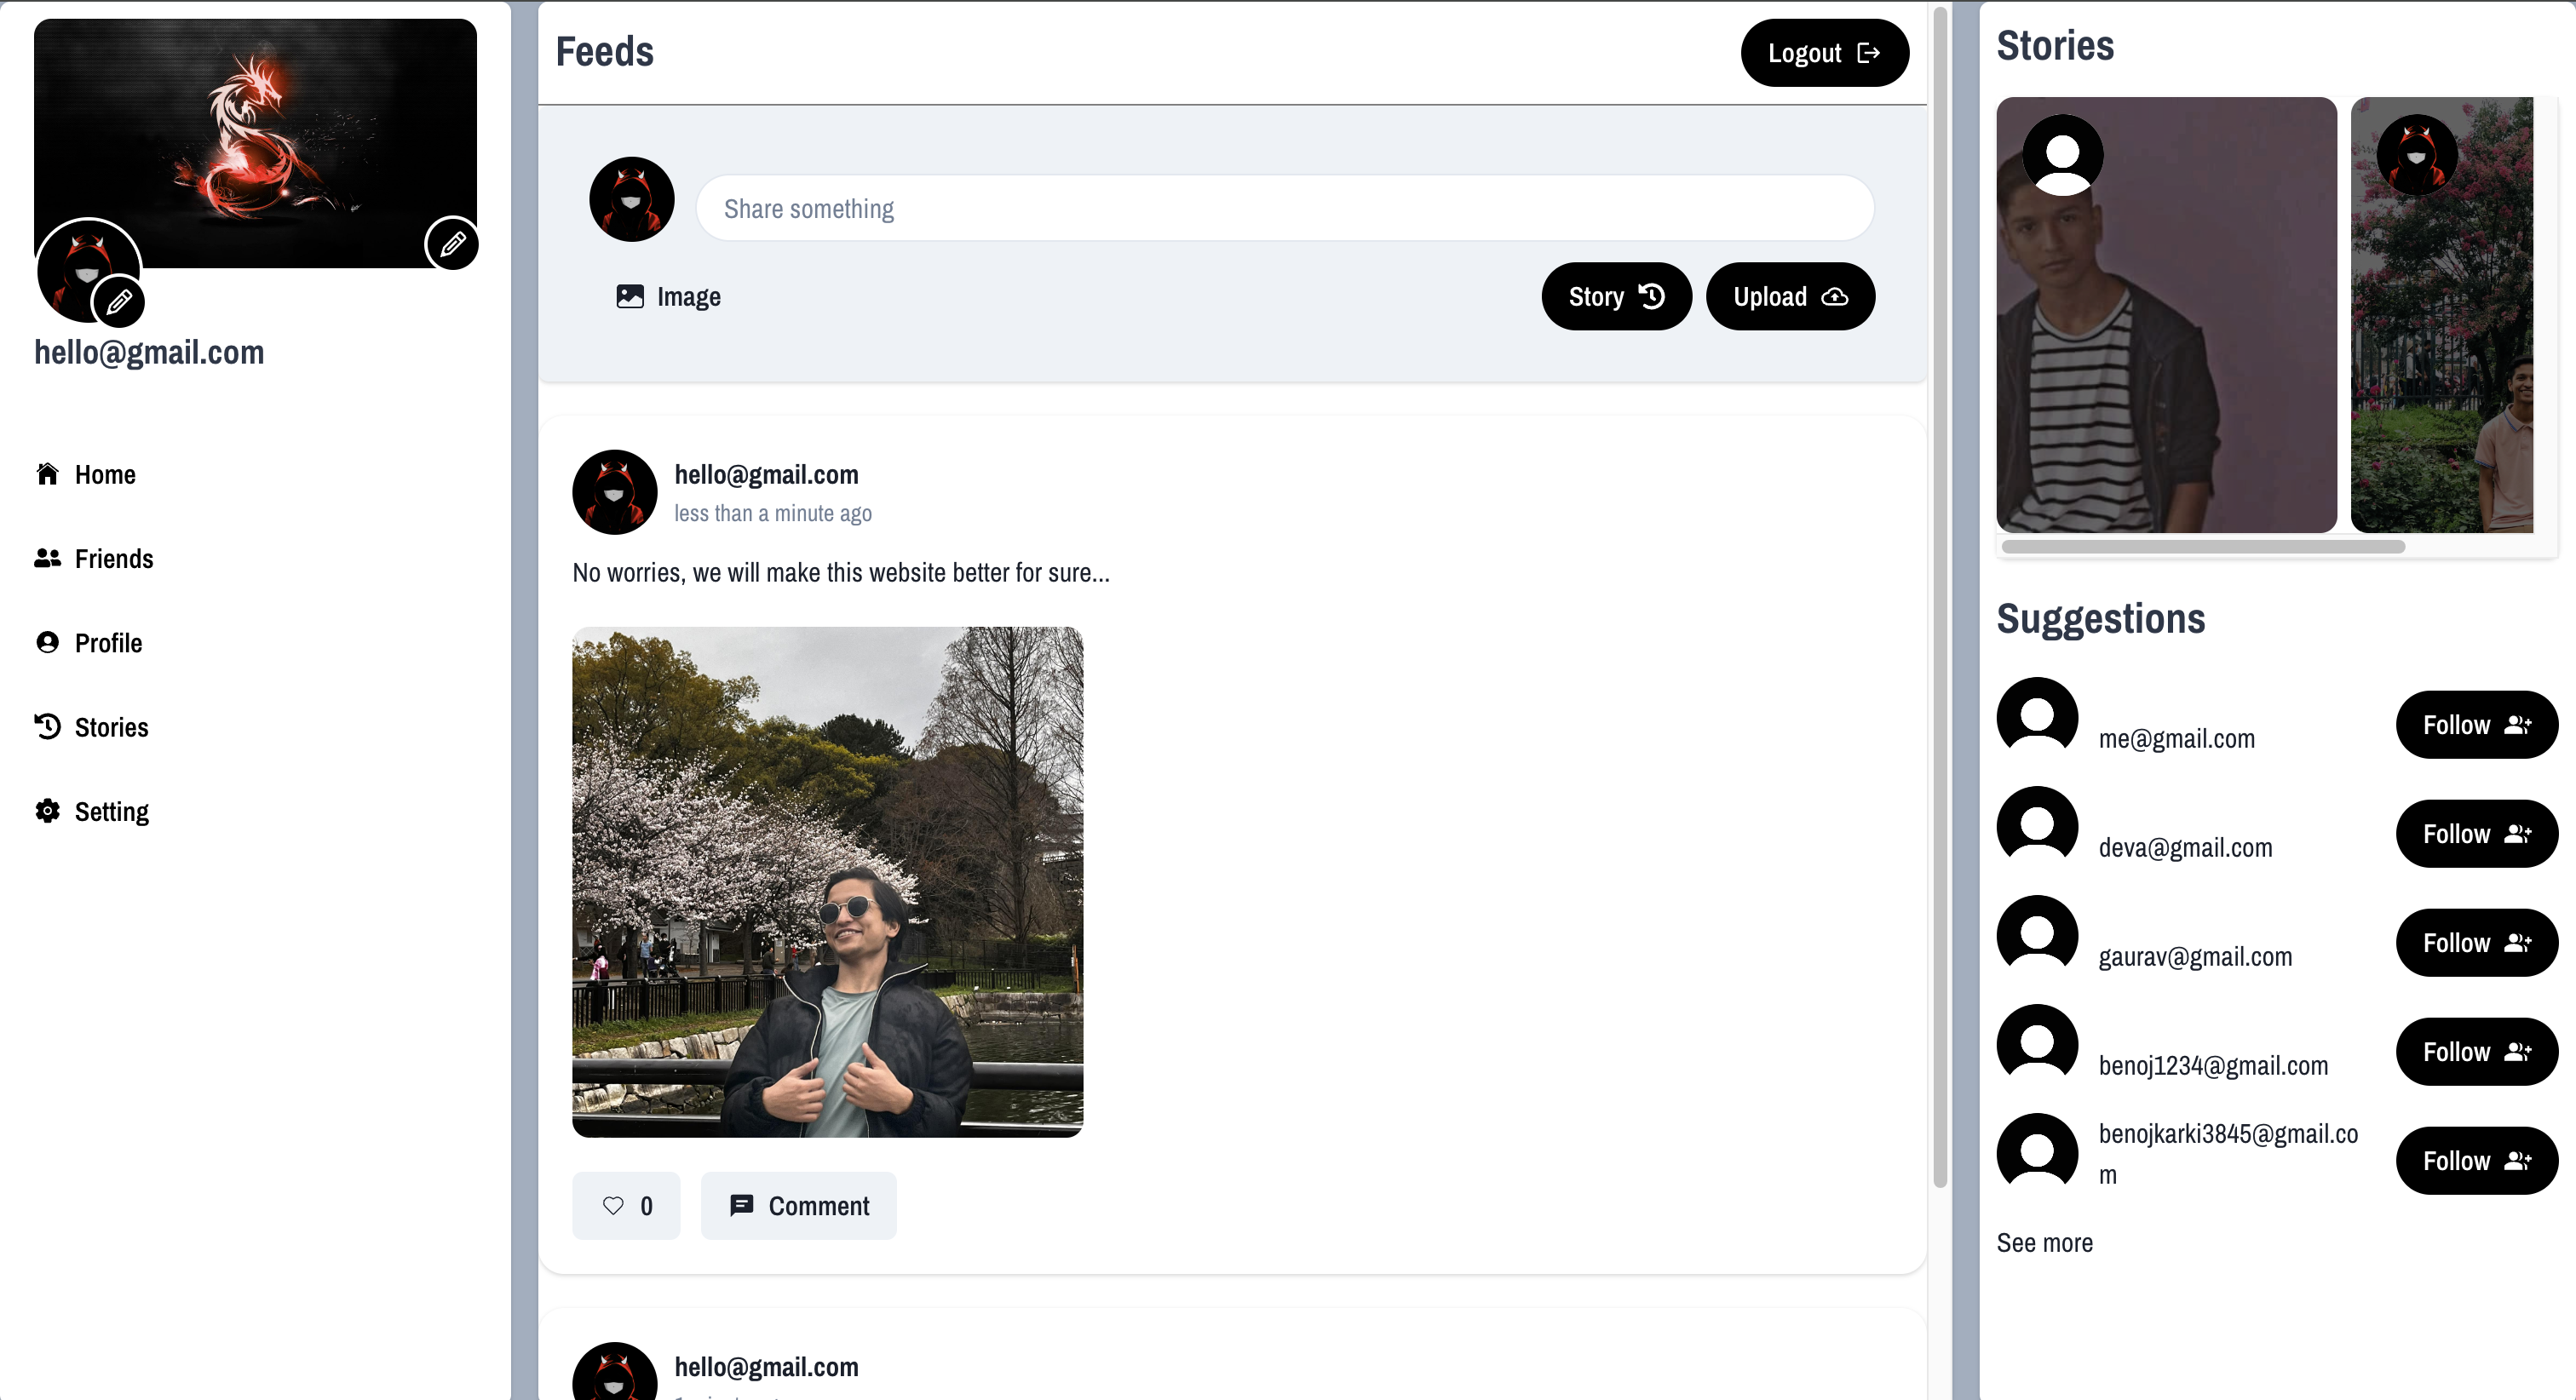 hello@gmail.com
Home
Friends
Profile
Stories
Setting
Feeds
Logout
Share something
Image
Story
Upload
hello@gmail.com
less than a minute ago
No worries, we will make this website better for sure...
0
Comment
hello@gmail.com
Stories
Suggestions
me@gmail.com
Follow
deva@gmail.com
Follow
gaurav@gmail.com
Follow
benoj1234@gmail.com
Follow
benojkarki3845@gmail.co
m
Follow
See more